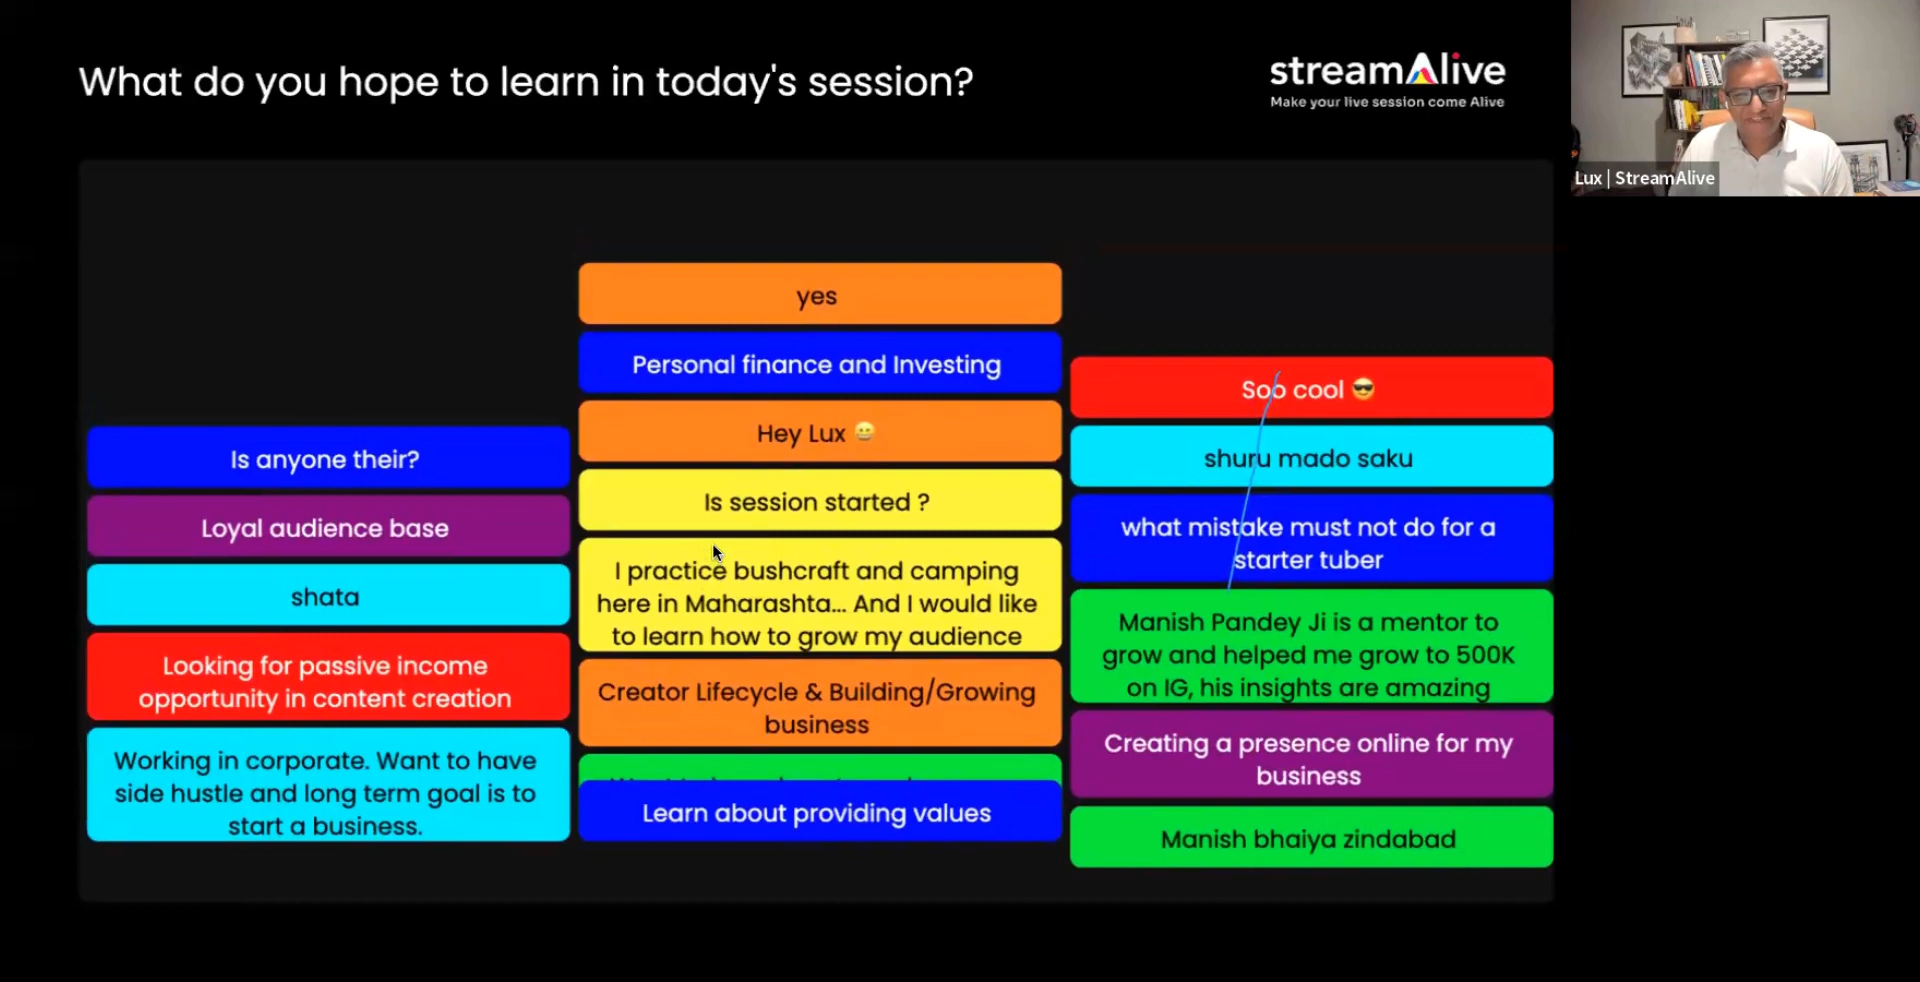 What do you hope to learn in today's session?
streamAlive
Make your live session come Alive
Lux | StreamAlive
Is anyone their?
Loyal audience base
shata
Looking for passive income
opportunity in content creation
Working in corporate. Want to have
side hustle and long term goal is to
start a business.
yes
Personal finance and Investing
Hey Lux 😀
Is session started ?
I practice bushcraft and camping
here in Maharashta... And I would like
to learn how to grow my audience
Creator Lifecycle & Building/Growing
business
Learn about providing values
Soo cool 😎
shuru mado saku
what mistake must not do for a
starter tuber
Manish Pandey Ji is a mentor to
grow and helped me grow to 500K
on IG, his insights are amazing
Creating a presence online for my
business
Manish bhaiya zindabad